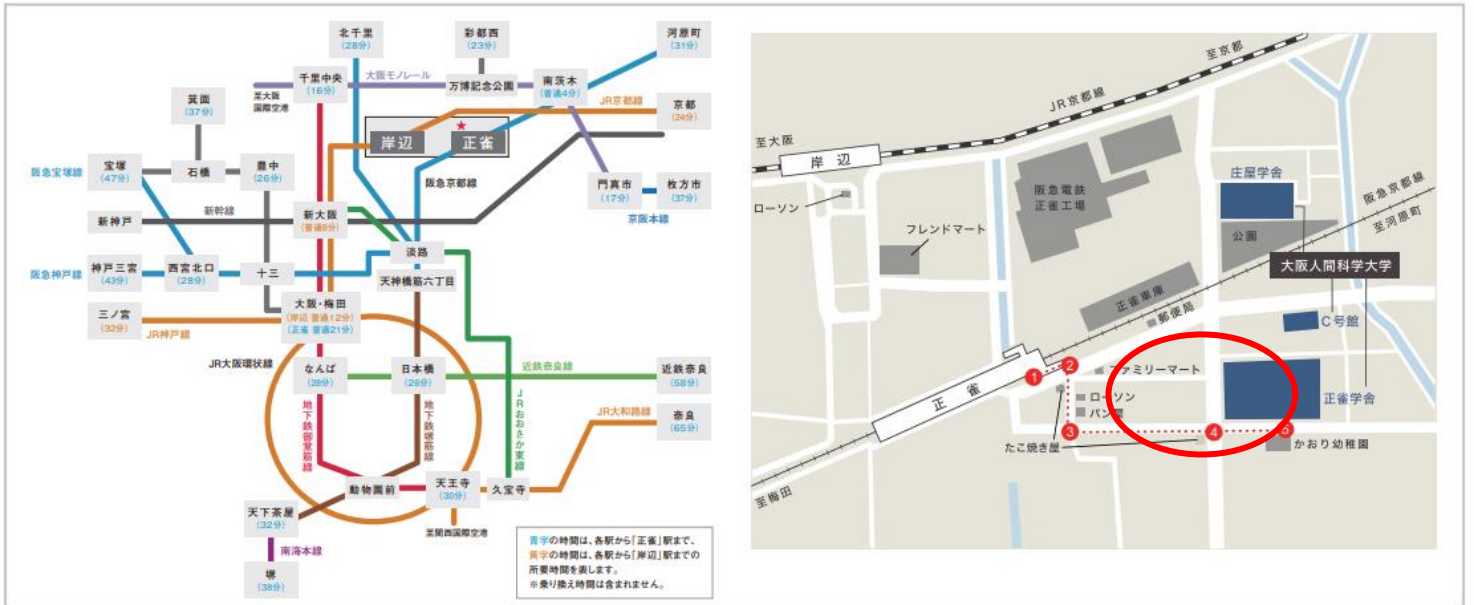 北千里
(28分)
彩都西
(23分)
河原町
(31分)
千里中央
(16分)
大阪モノレール
至大阪
国際空港
万博記念公園
南茨木
(普通4分)
箕面
(37分)
JR京都線
京都
(24分)
★
岸辺
正雀
阪急宝塚線
宝塚
(47分)
石橋
豊中
(26分)
阪急京都線
門真市
(17分)
枚方市
(37分)
京阪本線
新神戸
新幹線
新大阪
(普通8分)
淡路
阪急神戸線
神戸三宮
(43分)
西宮北口
(28分)
十三
天神橋筋六丁目
三ノ宮
(32分)
JR神戸線
大阪・梅田
(岸辺 普通12分)
(正雀 普通21分)
JR大阪環状線
なんば
(28分)
日本橋
(26分)
近鉄奈良線
近鉄奈良
(58分)
地下鉄御堂筋線
地下鉄堺筋線
JRおおさか東線
JR大和路線
奈良
(65分)
動物園前
天王寺
(30分)
久宝寺
天下茶屋
(32分)
至関西国際空港
南海本線
堺
(38分)
青字の時間は、各駅から「正雀」駅まで、
黄字の時間は、各駅から「岸辺」駅までの
所要時間を表します。
※乗り換え時間は含まれません。
至京都
JR京都線
至大阪
岸辺
ローソン
阪急電鉄
正雀工場
フレンドマート
庄屋学舎
阪急京都線
至河原町
公園
大阪人間科学大学
正雀車庫
郵便局
C号館
正雀
1
2
ファミリーマート
ローソン
パン屋
正雀学舎
3
4
5
たこ焼き屋
かおり幼稚園
至梅田